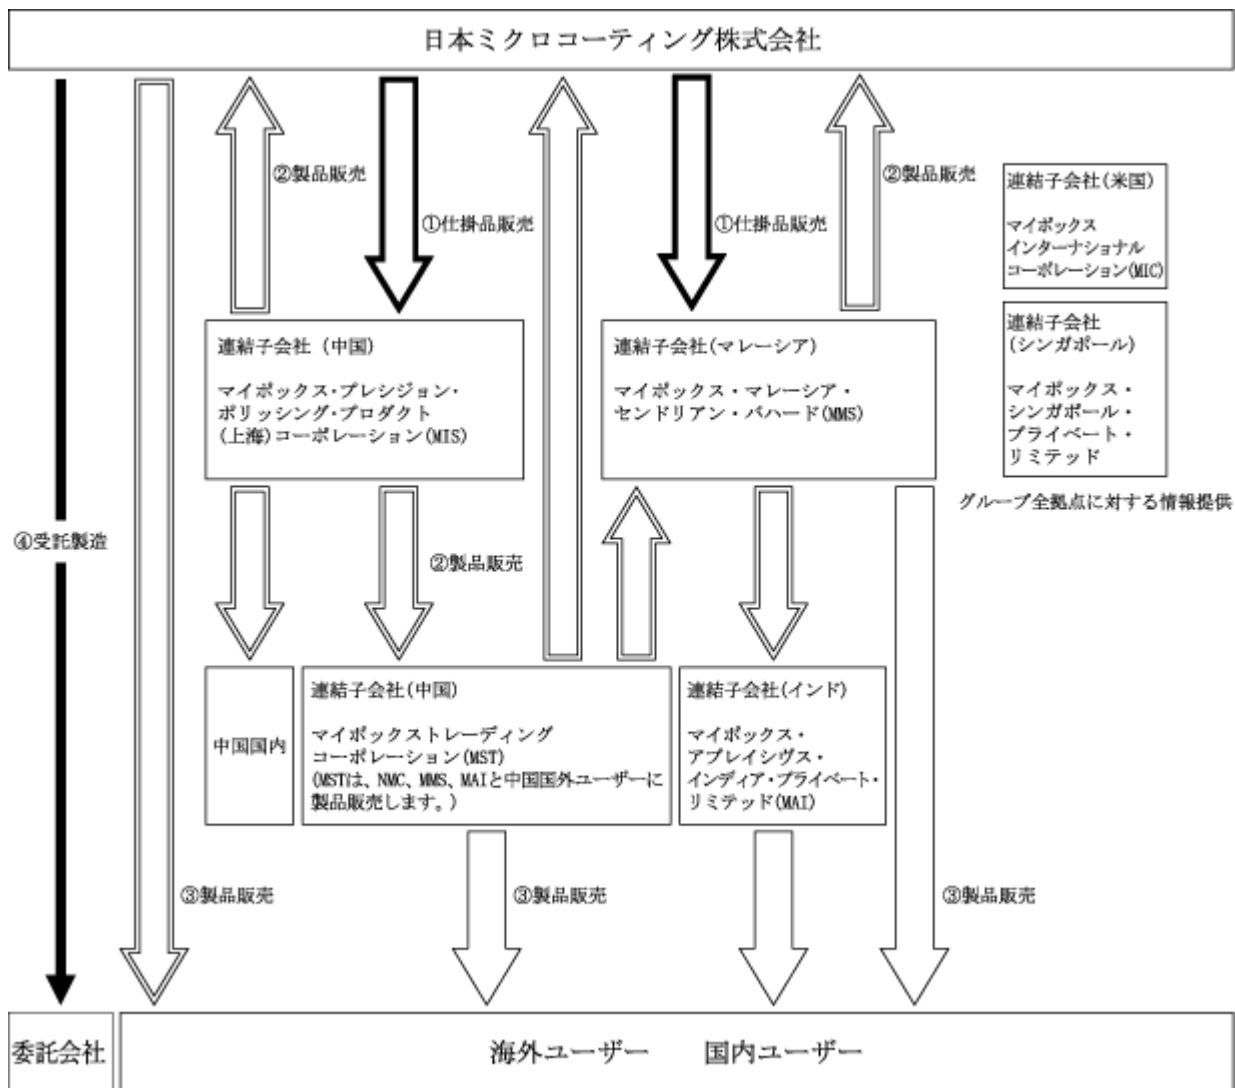 日本ミクロコーティング株式会社
②製品販売
①仕掛品販売
①仕掛品販売
②製品販売
連結子会社(米国)
マイポックス
インターナショナル
コーポレーション(MIC)
連結子会社
(シンガポール)
マイポックス・
シンガポール・
プライベート・
リミテッド
グループ全拠点に対する情報提供
連結子会社 (中国)
マイポックス・プレシジョン・
ポリッシング・プロダクト
(上海)コーポレーション(MIS)
連結子会社(マレーシア)
マイポックス・マレーシア・
センドリアン・バハード(MMS)
④受託製造
②製品販売
中国国内
連結子会社(中国)
マイポックストレーディング
コーポレーション(MST)
(MSTは、NMC、MMS、MAIと中国国外ユーザーに
製品販売します。)
連結子会社(インド)
マイポックス・
アブレイシヴス・
インディア・プライベート・
リミテッド(MAI)
③製品販売
③製品販売
③製品販売
委託会社
海外ユーザー 国内ユーザー